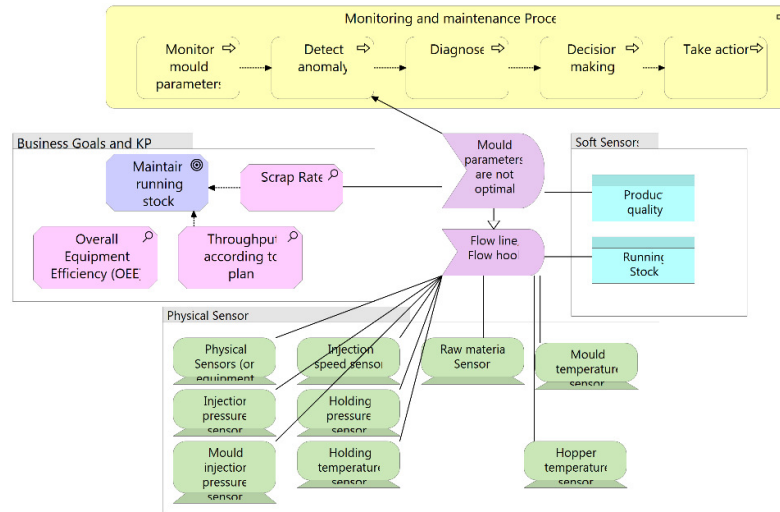 Monitoring and maintenance Proce
Monitor
mould
parameters
Detect
anomaly
Diagnose
Decision
making
Take action
Business Goals and KP
Maintain
running
stock
Scrap Rate
Overall
Equipment
Efficiency (OEE)
Throughput
according to
plan
Mould
parameters
are not
optimal
Flow line,
Flow hool
Soft Sensors
Product
quality
Running
Stock
Physical Sensor
Physical
Sensors (or
equipment
Injection
speed sensor
Raw materia
Sensor
Mould
temperature
sensor
Injection
pressure
sensor
Holding
pressure
sensor
Mould
injection
pressure
sensor
Holding
temperature
sensor
Hopper
temperature
sensor